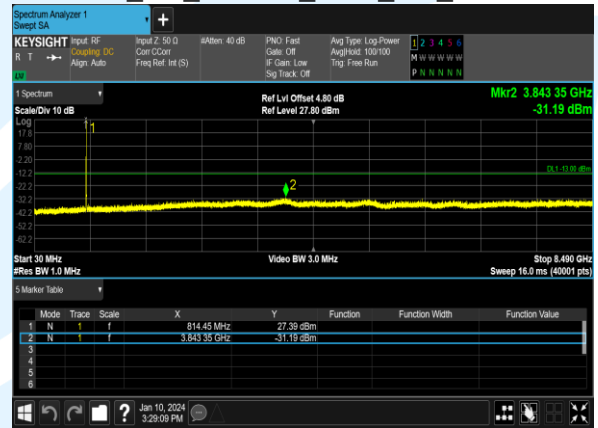 Spectrum Analyzer 1
Swept SA
+
KEYSIGHT Input: RF Input Z: 50 Ω #Atten: 40 dB PNO: Fast Avg Type: Log-Power 1 2 3 4 5 6
R T Coupling: DC Corr CCorr Gate: Off Avg|Hold: 100/100 M W W W W W
Align: Auto Freq Ref: Int (S) IF Gain: Low Trig: Free Run P N N N N N
Sig Track: Off
1 Spectrum Ref Lvl Offset 4.80 dB Mkr2 3.843 35 GHz
Scale/Div 10 dB Ref Level 27.80 dBm -31.19 dBm
Log
17.8
7.80
-2.20
-12.2
-22.2
-32.2
-42.2
-52.2
-62.2
1
2
DL1 -13.00 dBm
Start 30 MHz Video BW 3.0 MHz Stop 8.490 GHz
#Res BW 1.0 MHz Sweep 16.0 ms (40001 pts)
5 Marker Table
Mode Trace Scale X Y Function Function Width Function Value
1 N 1 f 814.45 MHz 27.39 dBm
2 N 1 f 3.843 35 GHz -31.19 dBm
3
4
5
6
? Jan 10, 2024
3:29:09 PM